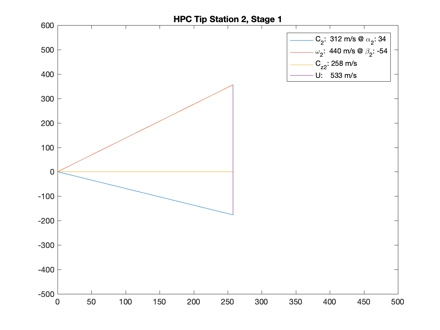 HPC Tip Station 2, Stage 1
600
500
400
300
200
100
0
-100
-200
-300
-400
-500
0 50 100 150 200 250 300 350 400 450 500
C₂: 312 m/s @ α₂: 34
ω₂: 440 m/s @ β₂: -54
C_z2: 258 m/s
U: 533 m/s